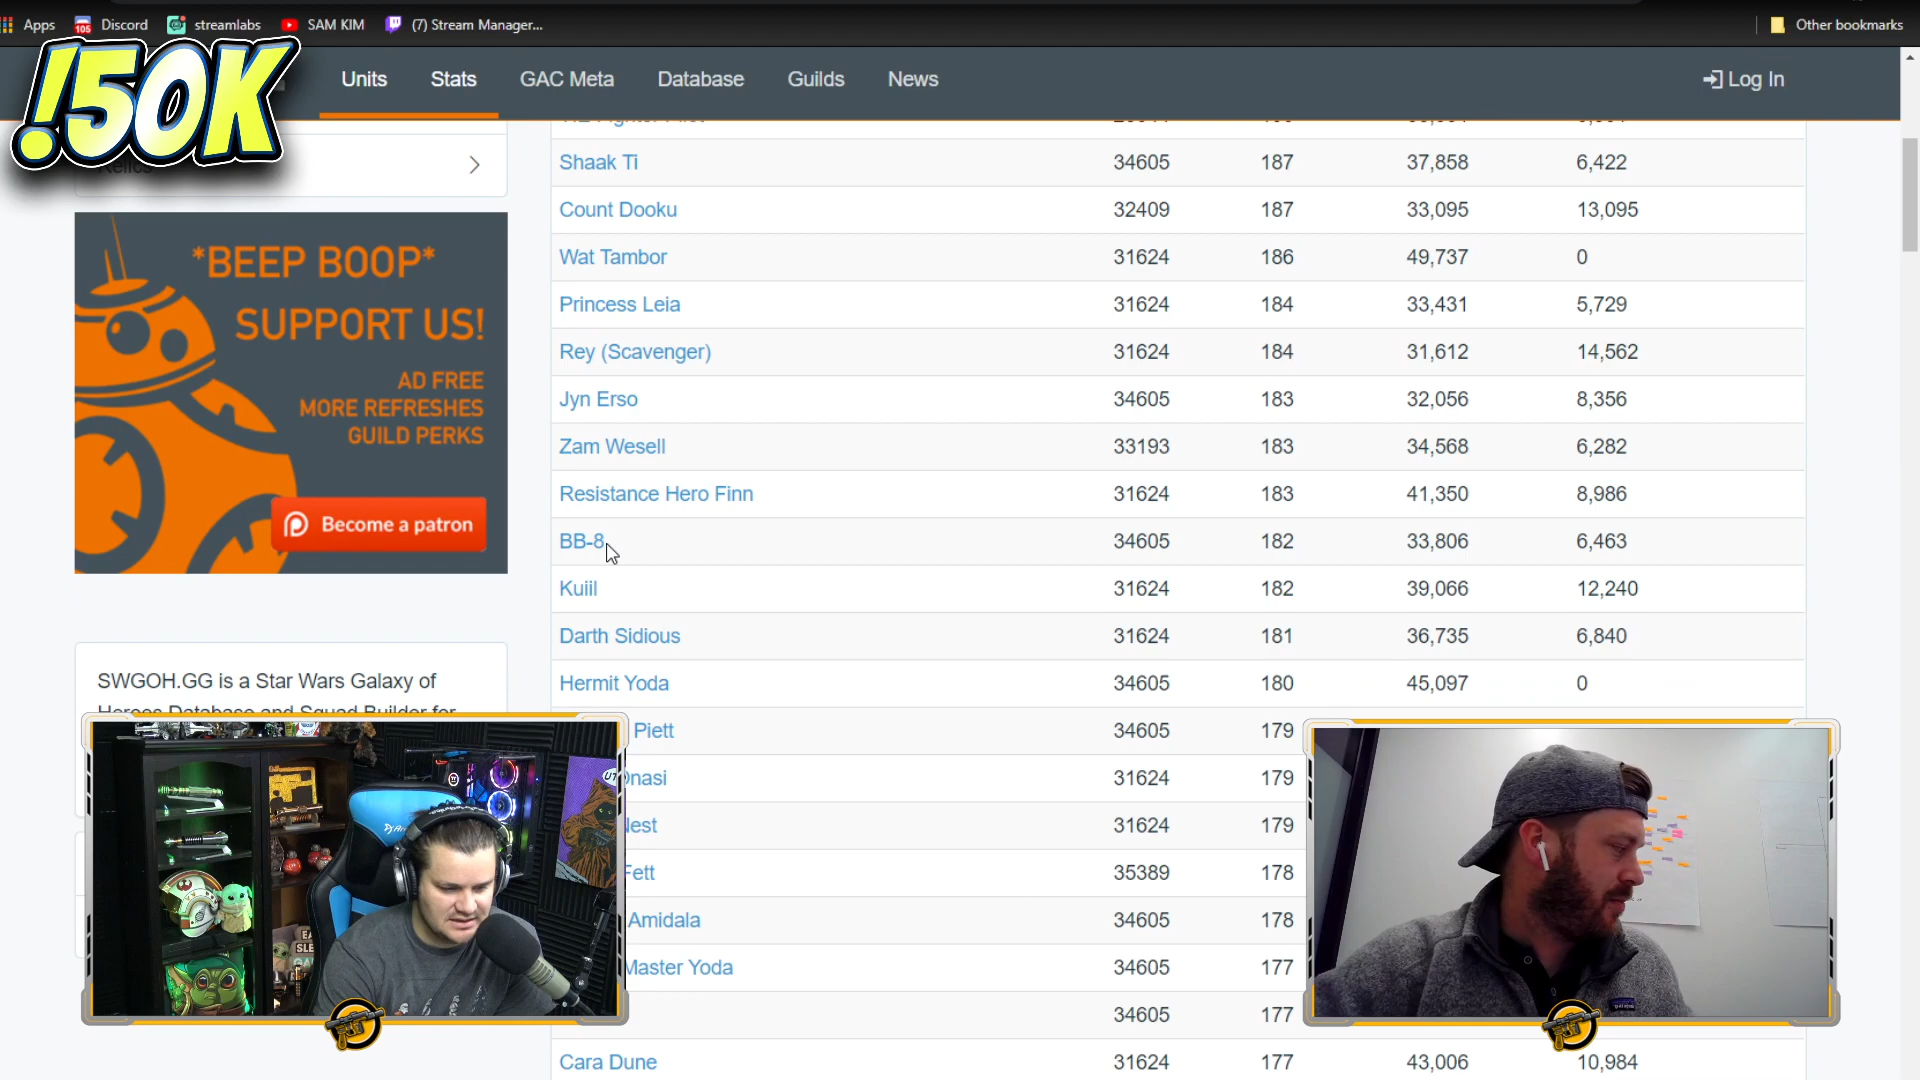 Apps Discord streamlabs SAM KIM (7) Stream Manager... Other bookmarks
!50K
Units Stats GAC Meta Database Guilds News Log In
Shaak Ti 34605 187 37,858 6,422
Count Dooku 32409 187 33,095 13,095
Wat Tambor 31624 186 49,737 0
Princess Leia 31624 184 33,431 5,729
Rey (Scavenger) 31624 184 31,612 14,562
Jyn Erso 34605 183 32,056 8,356
Zam Wesell 33193 183 34,568 6,282
Resistance Hero Finn 31624 183 41,350 8,986
BB-8 34605 182 33,806 6,463
Kuiil 31624 182 39,066 12,240
Darth Sidious 31624 181 36,735 6,840
Hermit Yoda 34605 180 45,097 0
Piett 34605 179
31624 179
31624 179
Fett 35389 178
Amidala 34605 178
Master Yoda 34605 177
34605 177
Cara Dune 31624 177 43,006 10,984
*BEEP BOOP*
SUPPORT US!
AD FREE
MORE REFRESHES
GUILD PERKS
Become a patron
SWGOH.GG is a Star Wars Galaxy of
Heroes Database and Squad Builder for